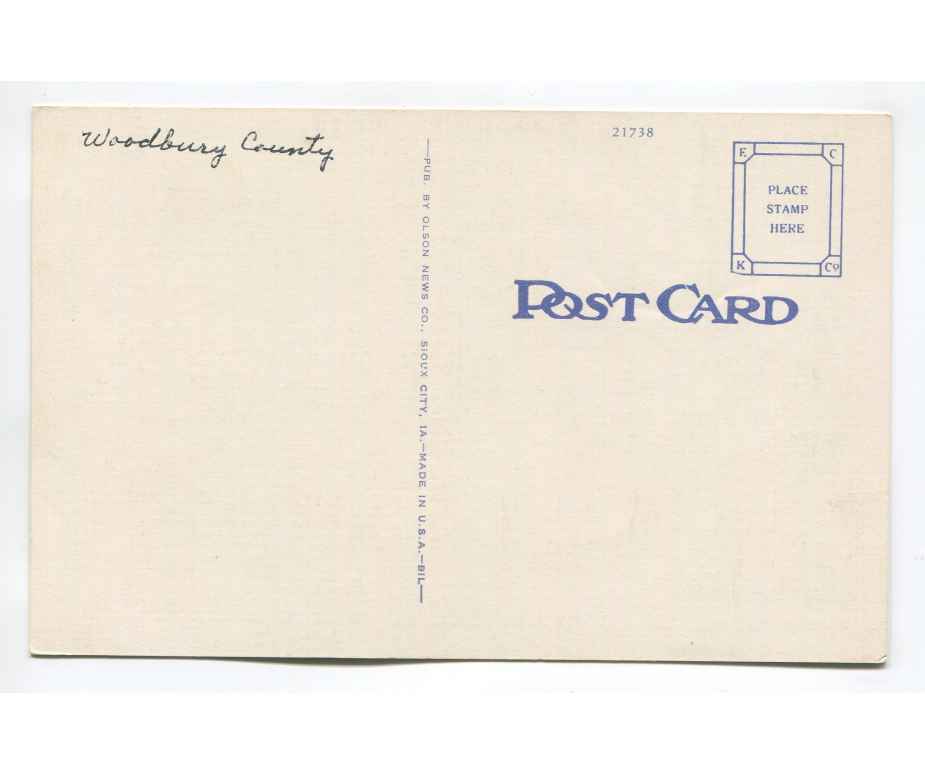 Woodbury County
PUB. BY OLSON NEWS CO., SIOUX CITY, IA.—MADE IN U.S.A.—BIL
21738
E C
PLACE
STAMP
HERE
K Co
POST CARD